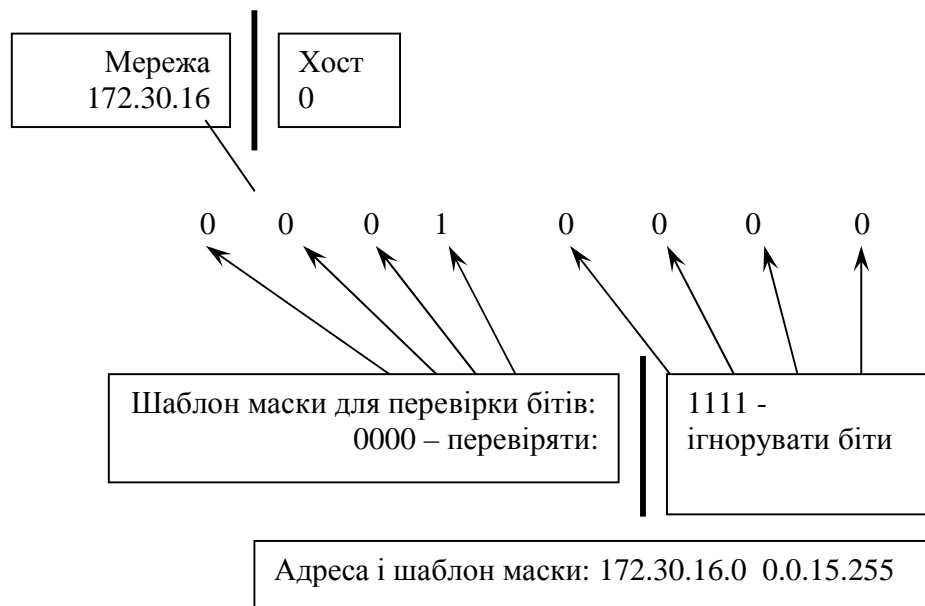 Мережа
172.30.16
Хост
0
0 0 0 1 0 0 0 0
Шаблон маски для перевірки бітів:
0000 – перевіряти:
1111 -
ігнорувати біти
Адреса і шаблон маски: 172.30.16.0 0.0.15.255